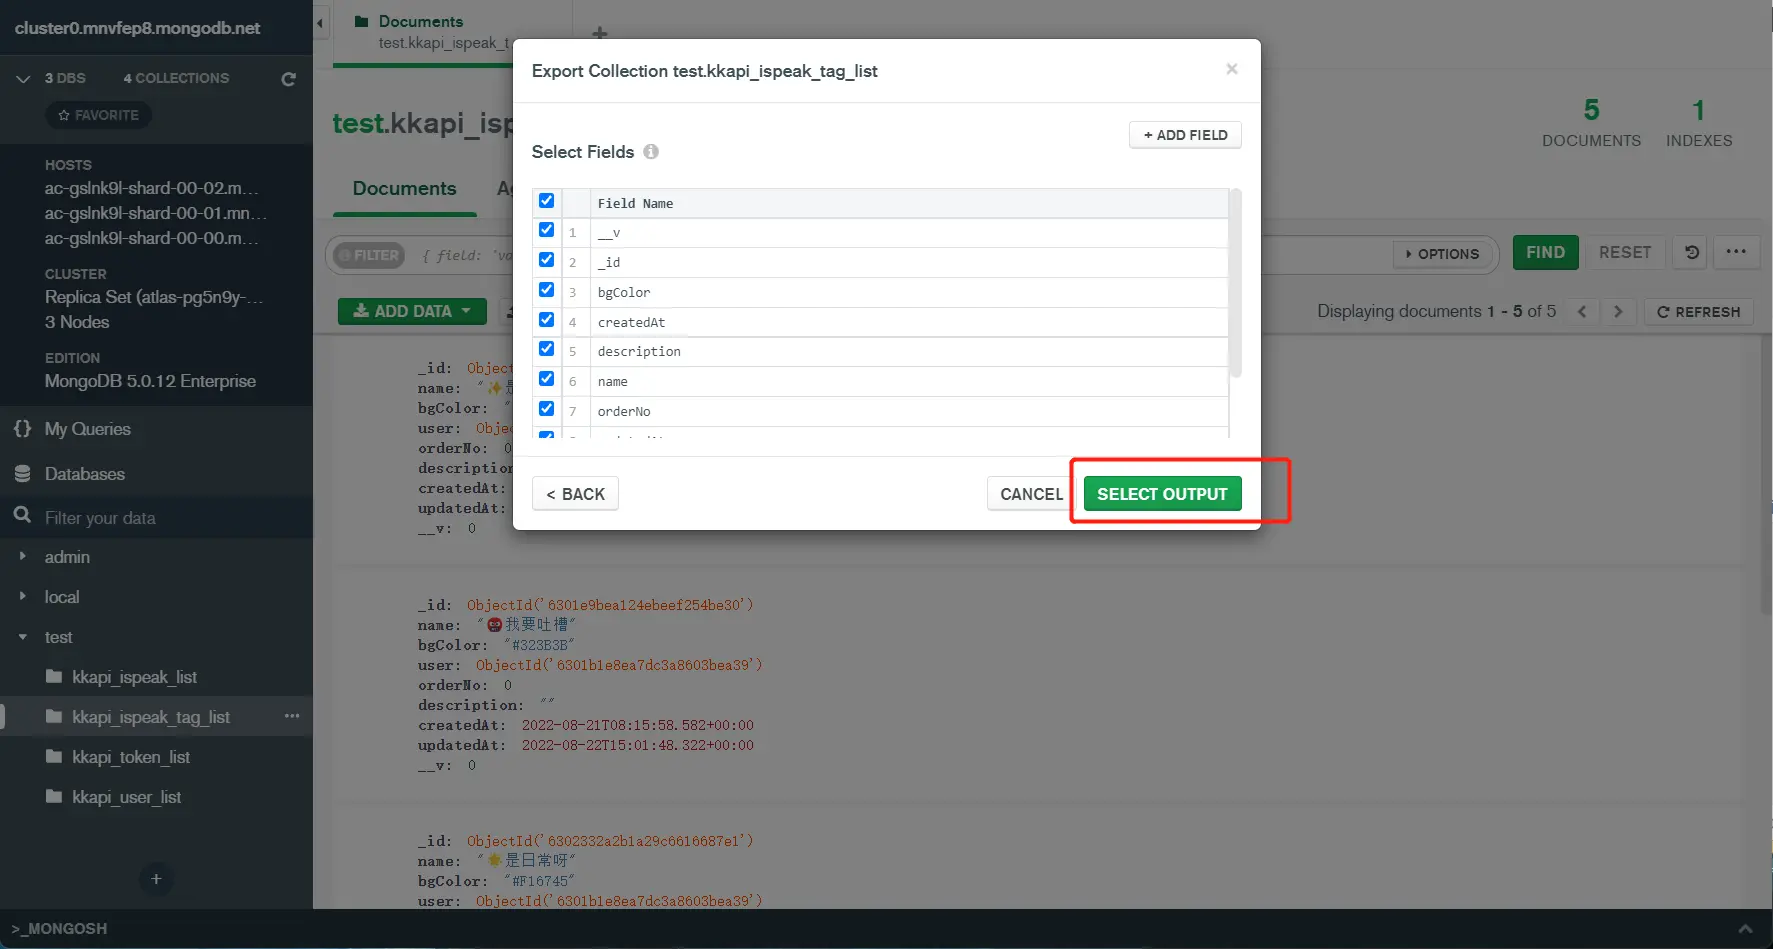 cluster0.mnvfep8.mongodb.net
3 DBS
4 COLLECTIONS
FAVORITE
HOSTS
ac-gslnk9l-shard-00-02.m...
ac-gslnk9l-shard-00-01.mn...
ac-gslnk9l-shard-00-00.m...
CLUSTER
Replica Set (atlas-pg5n9y-...
3 Nodes
EDITION
MongoDB 5.0.12 Enterprise
My Queries
Databases
Filter your data
admin
local
test
kkapi_ispeak_list
kkapi_ispeak_tag_list
kkapi_token_list
kkapi_user_list
>_MONGOSH
Documents
test.kkapi_ispeak_t
test.kkapi_isp
5
DOCUMENTS
1
INDEXES
Documents
FILTER
{ field: 'va
OPTIONS
FIND
RESET
ADD DATA
Displaying documents 1 - 5 of 5
REFRESH
Export Collection test.kkapi_ispeak_tag_list
+ ADD FIELD
Select Fields
Field Name
1 __v
2 _id
3 bgColor
4 createdAt
5 description
6 name
7 orderNo
< BACK
CANCEL
SELECT OUTPUT
_id: Objec
name: "✨是
bgColor: "
user: Objec
orderNo: 0
description
createdAt:
updatedAt:
__v: 0
_id: ObjectId('6301e9bea124ebeef254be30')
name: "👹我要吐槽"
bgColor: "#323B3B"
user: ObjectId('6301b1e8ea7dc3a8603bea39')
orderNo: 0
description: ""
createdAt: 2022-08-21T08:15:58.582+00:00
updatedAt: 2022-08-22T15:01:48.322+00:00
__v: 0
_id: ObjectId('6302332a2b1a29c6616687e1')
name: "🌟是日常呀"
bgColor: "#F16745"
user: ObjectId('6301b1e8ea7dc3a8603bea39')